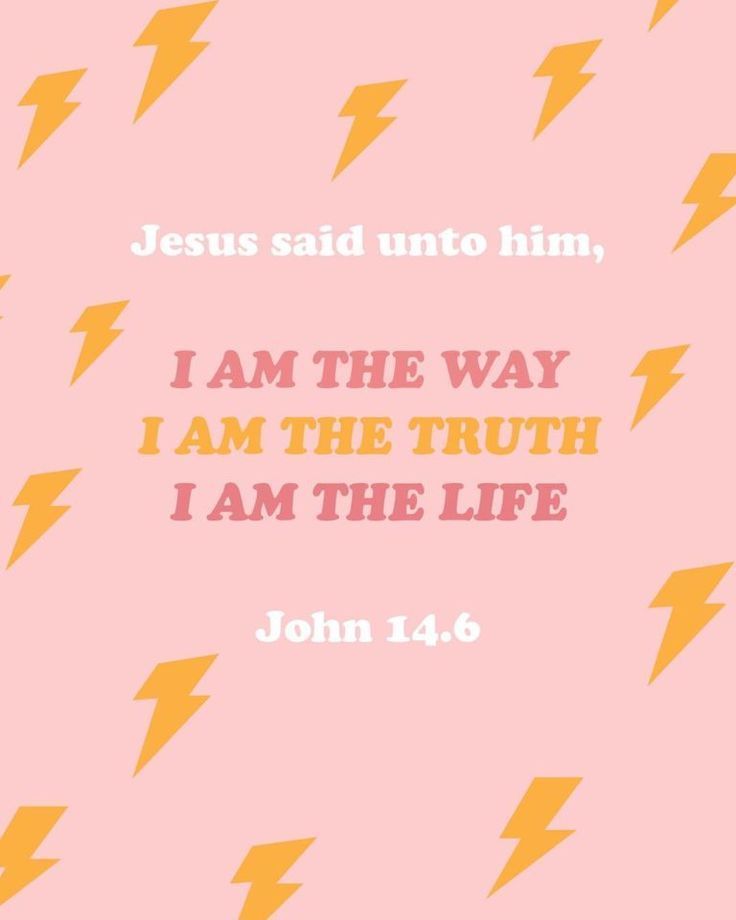 Jesus said unto him,
I AM THE WAY
I AM THE TRUTH
I AM THE LIFE
John 14.6